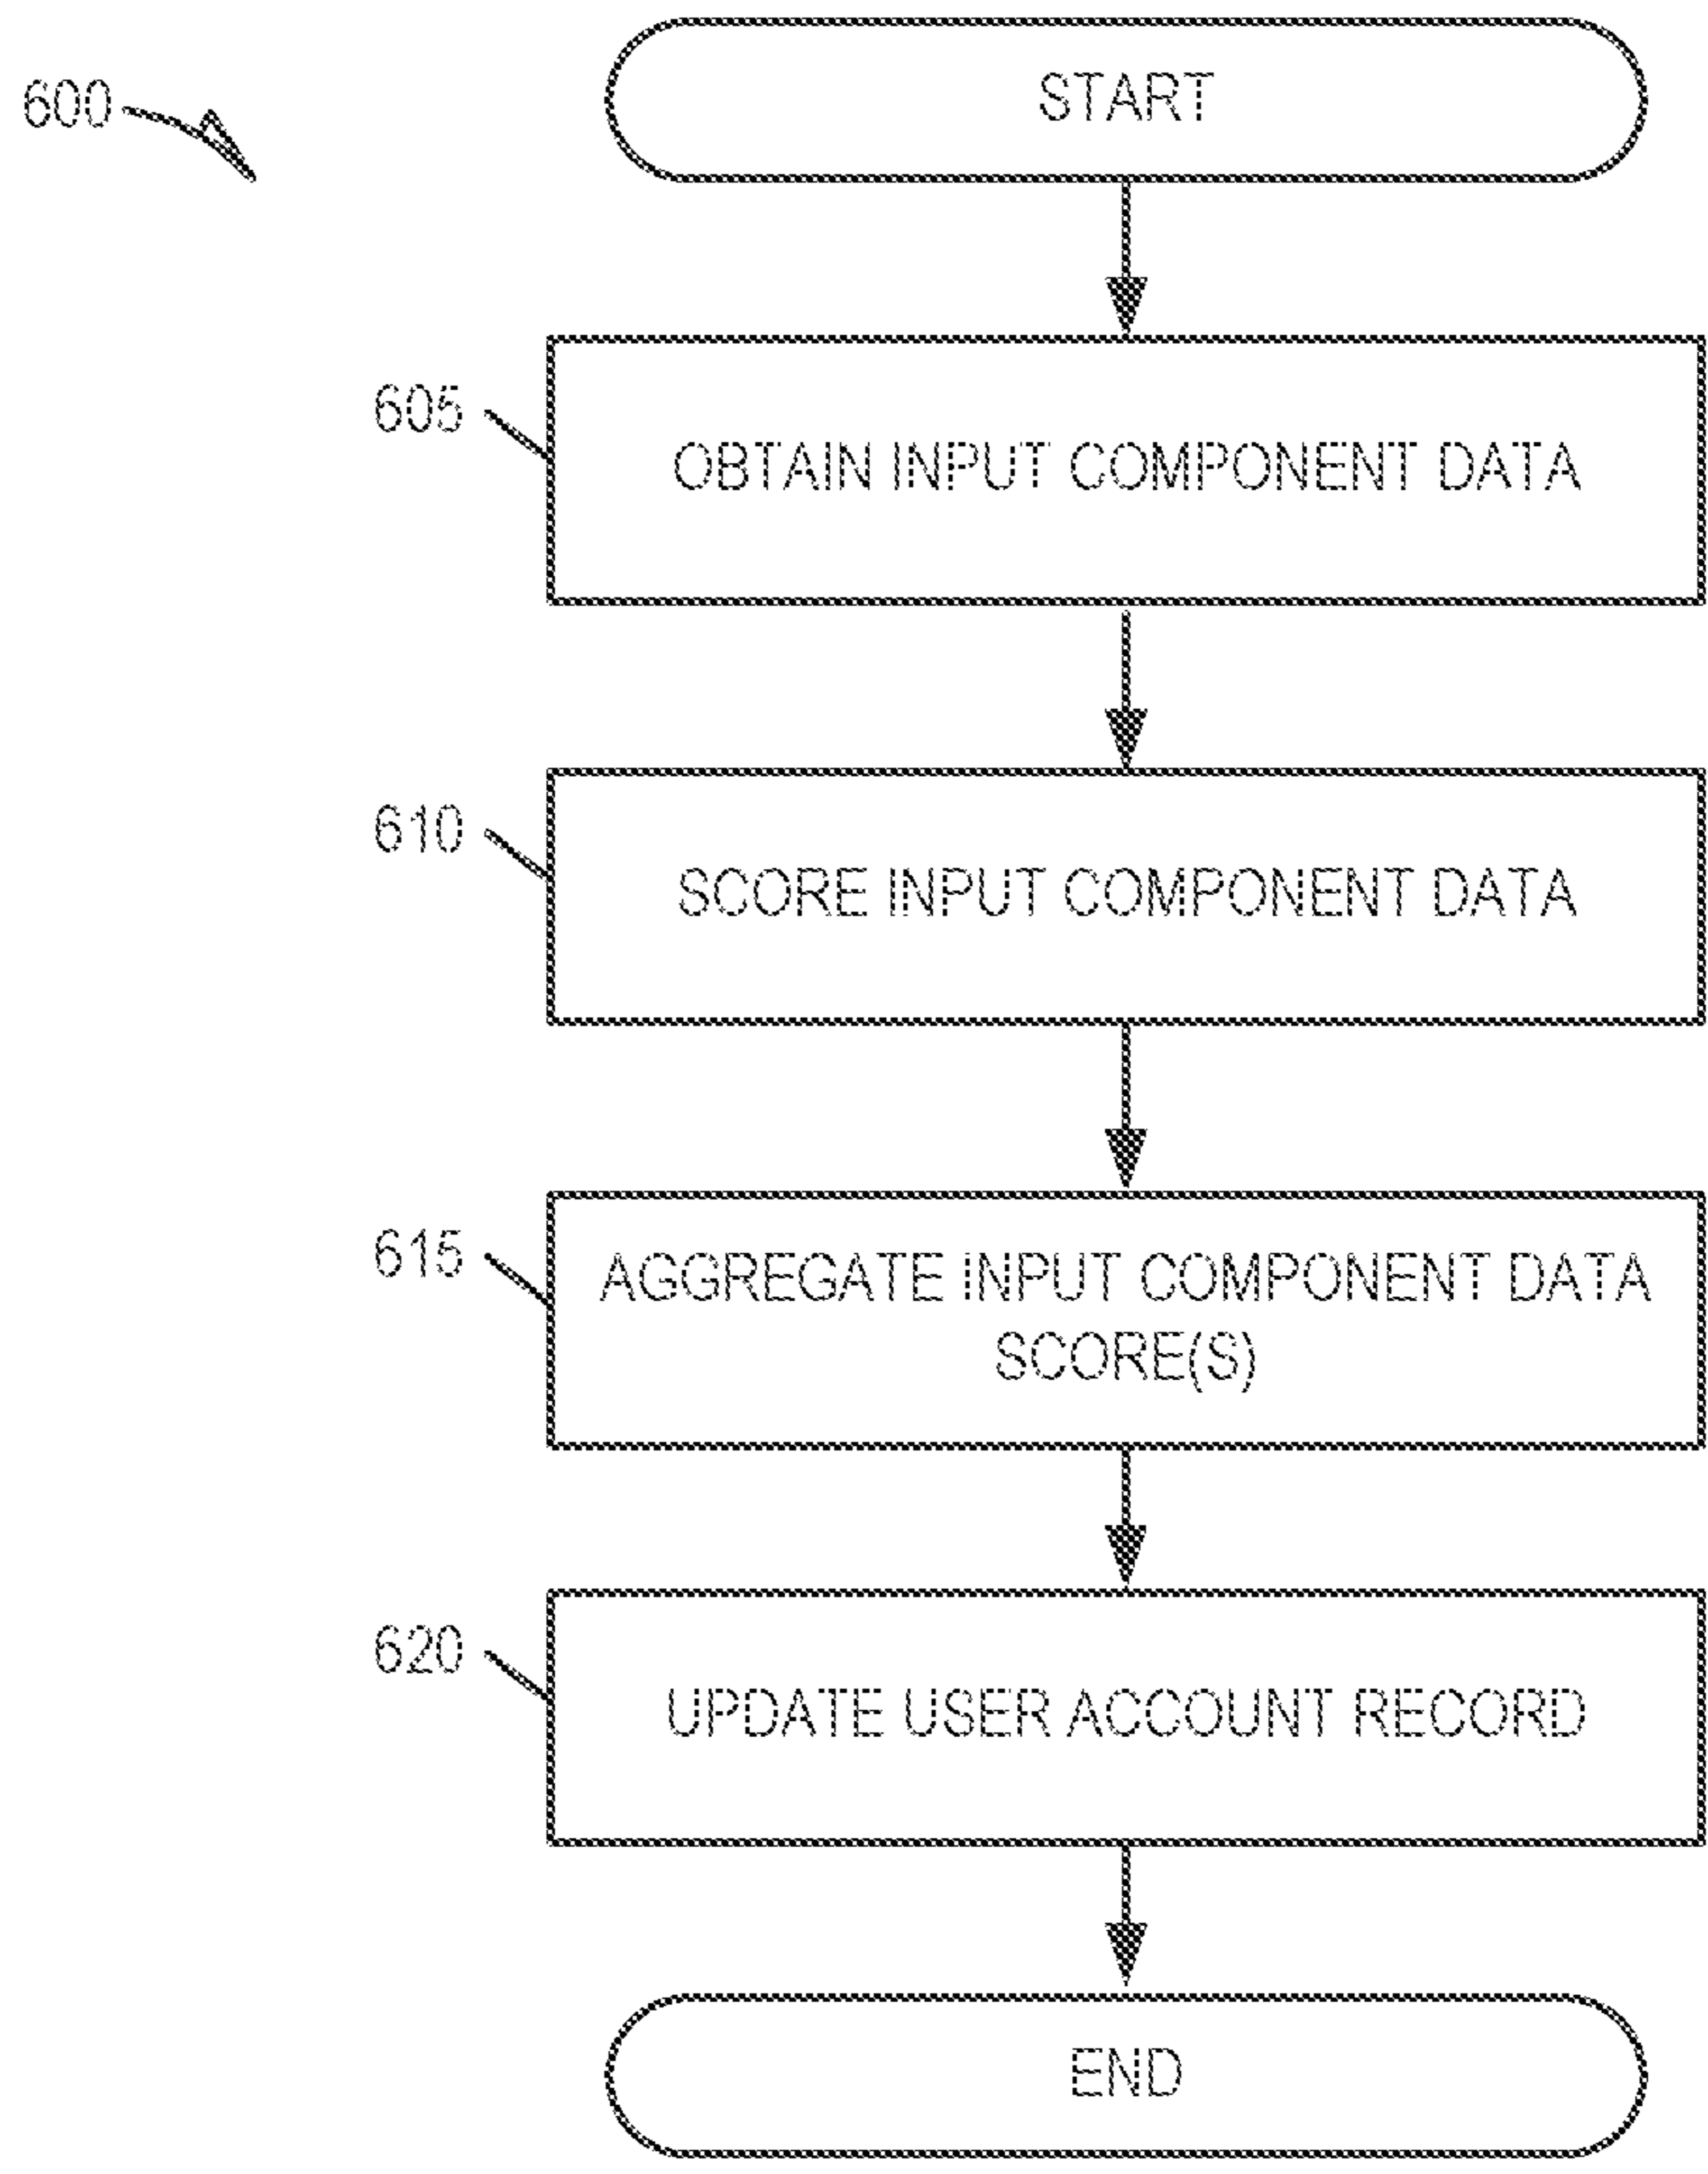 600
START
605
OBTAIN INPUT COMPONENT DATA
610
SCORE INPUT COMPONENT DATA
615
AGGREGATE INPUT COMPONENT DATA
SCORE(S)
620
UPDATE USER ACCOUNT RECORD
END